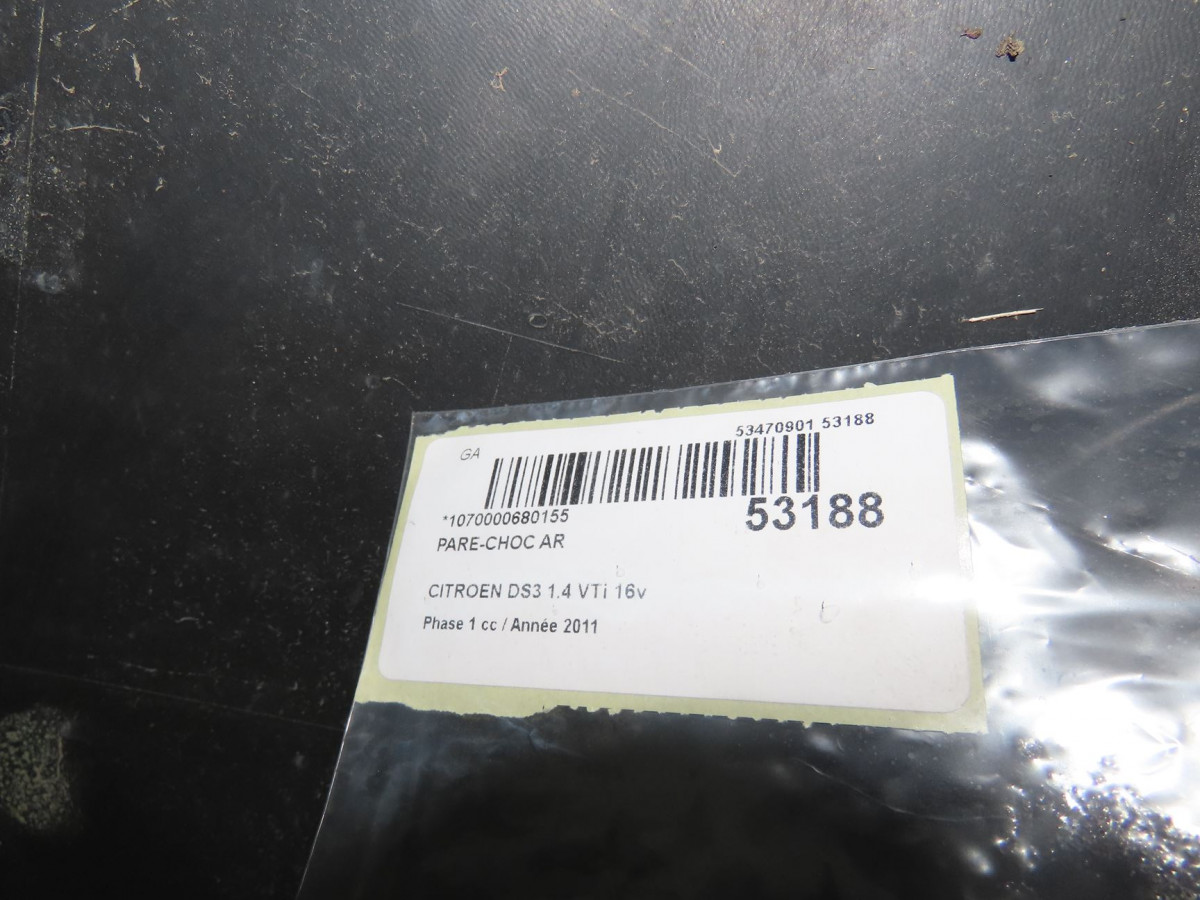 GA
53470901 53188
*1070000680155
53188
PARE-CHOC AR
CITROEN DS3 1.4 VTi 16v
Phase 1 cc / Année 2011